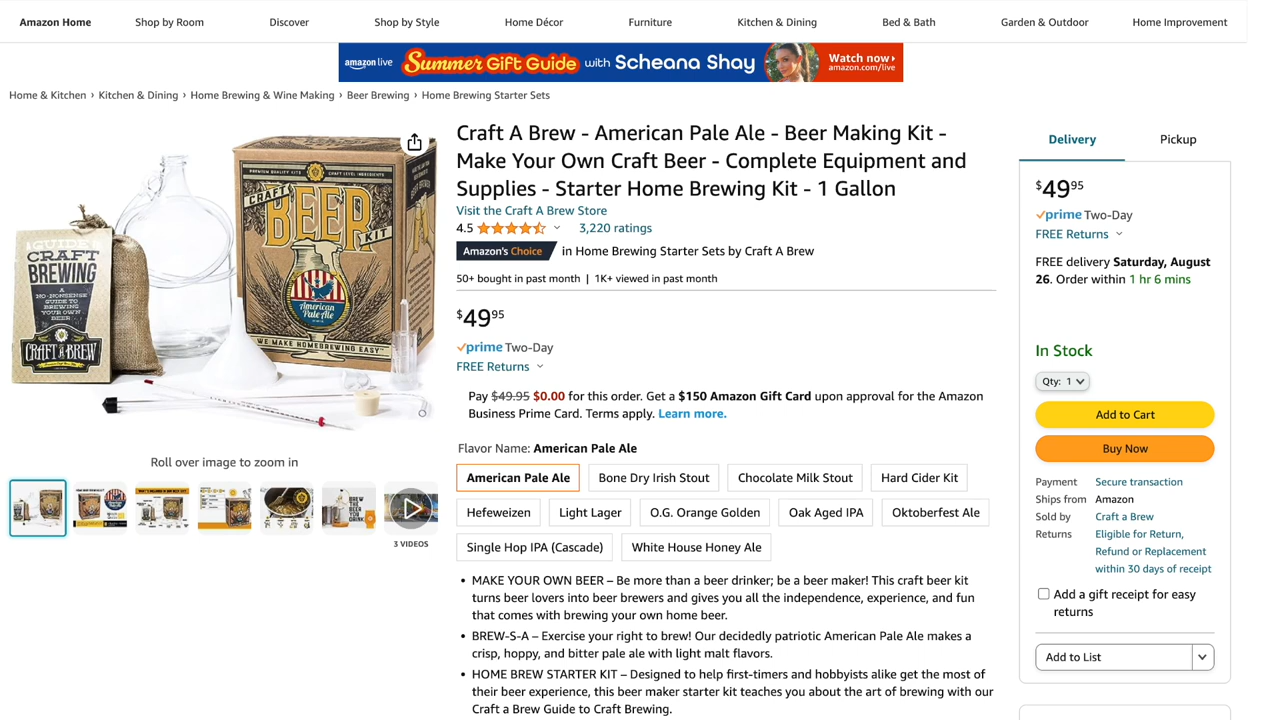 Amazon Home
Shop by Room
Discover
Shop by Style
Home Décor
Furniture
Kitchen & Dining
Bed & Bath
Garden & Outdoor
Home Improvement
amazon live Summer Gift Guide with Scheana Shay Watch now
amazon.com/live
Home & Kitchen › Kitchen & Dining › Home Brewing & Wine Making › Beer Brewing › Home Brewing Starter Sets
A GUIDE TO
CRAFT
BREWING
A
NO-NONSENSE
GUIDE TO
BREWING
YOUR OWN
BEER
CRAFT A BREW
CRAFT
BEER
KIT
American
Pale Ale
WE MAKE HOMEBREWING EASY
Roll over image to zoom in
3 VIDEOS
Craft A Brew - American Pale Ale - Beer Making Kit -
Make Your Own Craft Beer - Complete Equipment and
Supplies - Starter Home Brewing Kit - 1 Gallon
Visit the Craft A Brew Store
4.5 3,220 ratings
Amazon's Choice in Home Brewing Starter Sets by Craft A Brew
50+ bought in past month | 1K+ viewed in past month
$49 95
prime Two-Day
FREE Returns
Pay $49.95 $0.00 for this order. Get a $150 Amazon Gift Card upon approval for the Amazon
Business Prime Card. Terms apply. Learn more.
Flavor Name: American Pale Ale
American Pale Ale
Bone Dry Irish Stout
Chocolate Milk Stout
Hard Cider Kit
Hefeweizen
Light Lager
O.G. Orange Golden
Oak Aged IPA
Oktoberfest Ale
Single Hop IPA (Cascade)
White House Honey Ale
• MAKE YOUR OWN BEER – Be more than a beer drinker; be a beer maker! This craft beer kit
turns beer lovers into beer brewers and gives you all the independence, experience, and fun
that comes with brewing your own home beer.
• BREW-S-A – Exercise your right to brew! Our decidedly patriotic American Pale Ale makes a
crisp, hoppy, and bitter pale ale with light malt flavors.
• HOME BREW STARTER KIT – Designed to help first-timers and hobbyists alike get the most of
their beer experience, this beer maker starter kit teaches you about the art of brewing with our
Craft a Brew Guide to Craft Brewing.
Delivery
Pickup
$49 95
prime Two-Day
FREE Returns
FREE delivery Saturday, August
26. Order within 1 hr 6 mins
In Stock
Qty: 1
Add to Cart
Buy Now
Payment Secure transaction
Ships from Amazon
Sold by Craft a Brew
Returns Eligible for Return,
Refund or Replacement
within 30 days of receipt
Add a gift receipt for easy
returns
Add to List